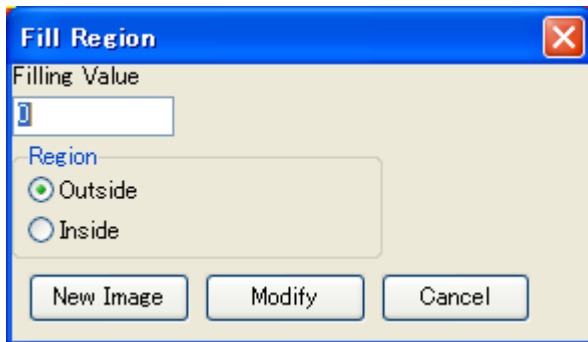 Fill Region
Filling Value
0
Region
Outside
Inside
New Image Modify Cancel